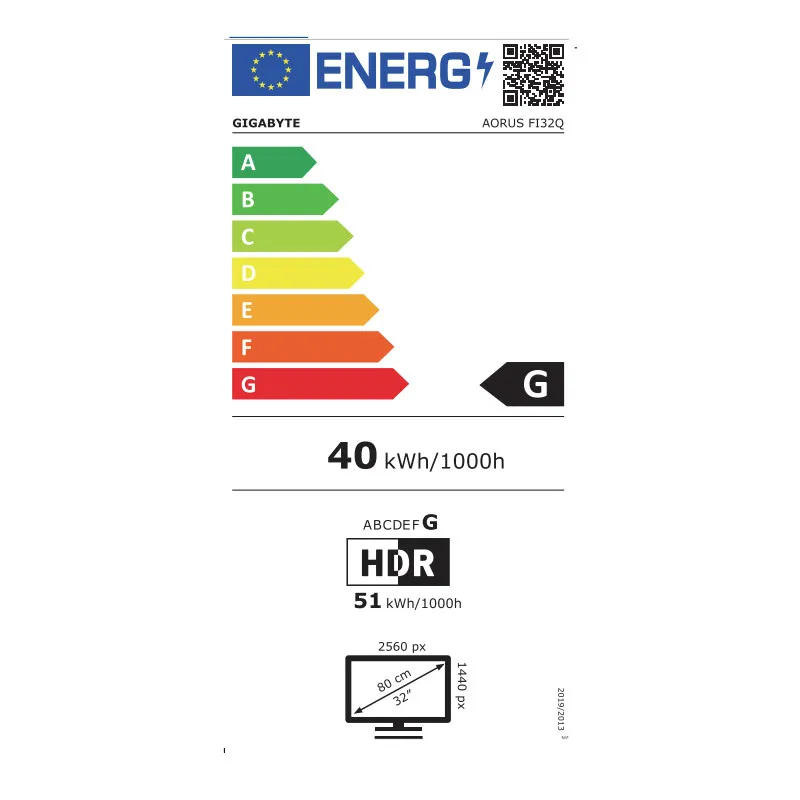 ENERG
GIGABYTE AORUS FI32Q
A
B
C
D
E
F
G
G
40 kWh/1000h
ABCDEFG
HDR
51 kWh/1000h
2560 px
1440 px
80 cm
32″
2019/2013